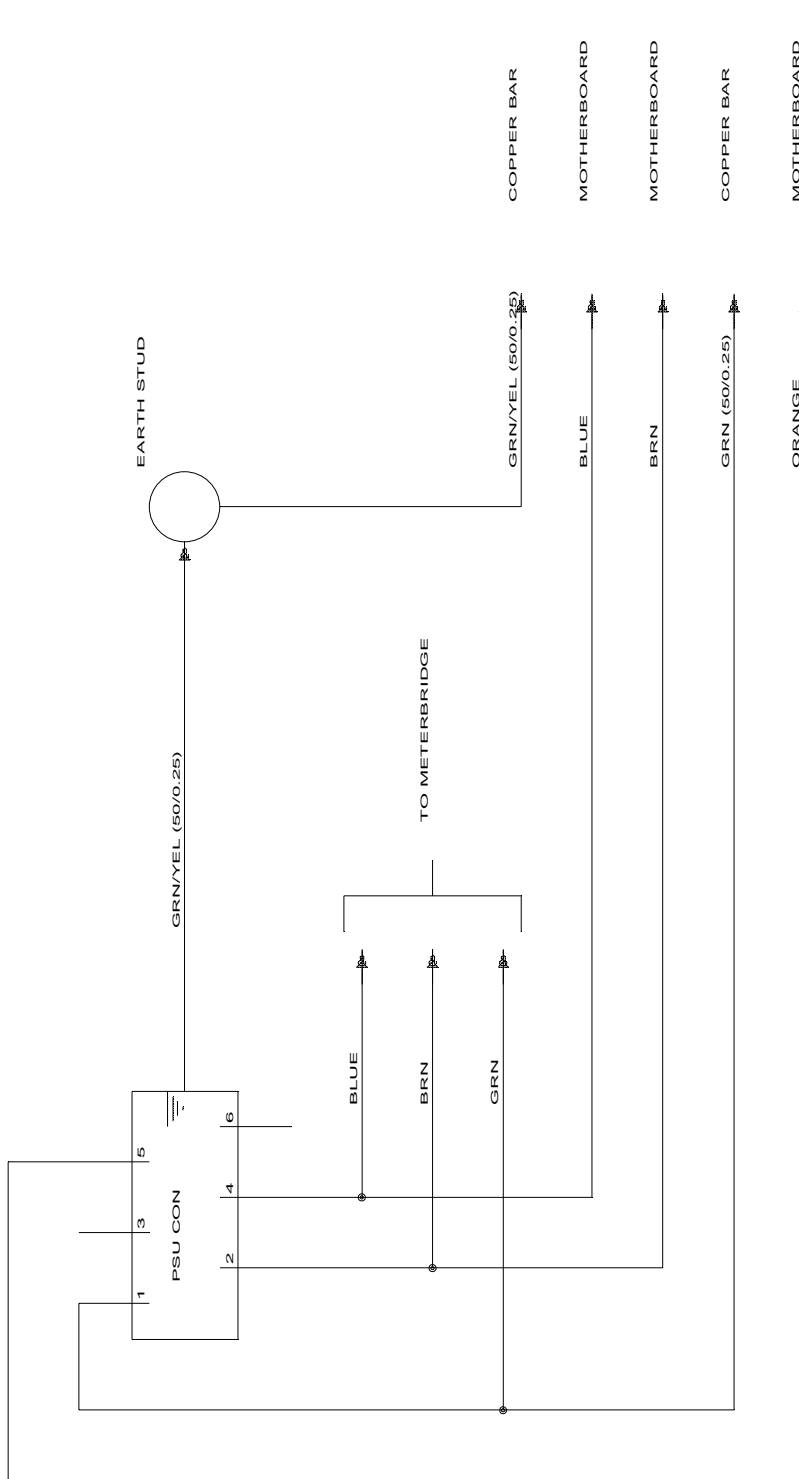 COPPER BAR
MOTHERBOARD
MOTHERBOARD
COPPER BAR
MOTHERBOARD
EARTH STUD
GRN/YEL (50/0.25)
BLUE
BRN
GRN (50/0.25)
ORANGE
GRN/YEL (50/0.25)
TO METERBRIDGE
BLUE
BRN
GRN
PSU CON
1
3
5
2
4
6